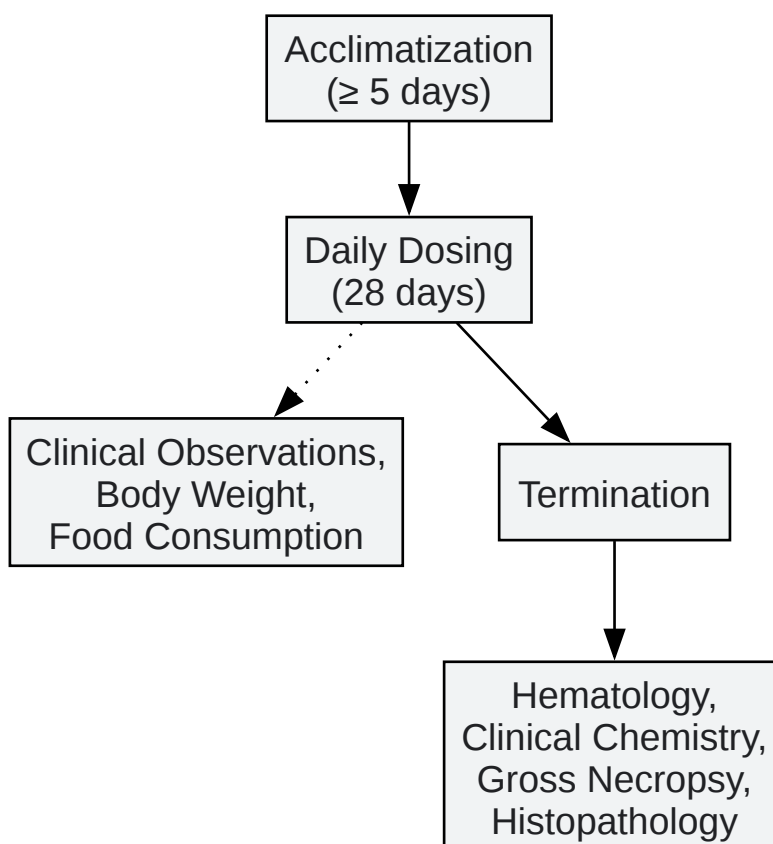 Acclimatization
(≥ 5 days)
Daily Dosing
(28 days)
Clinical Observations,
Body Weight,
Food Consumption
Termination
Hematology,
Clinical Chemistry,
Gross Necropsy,
Histopathology